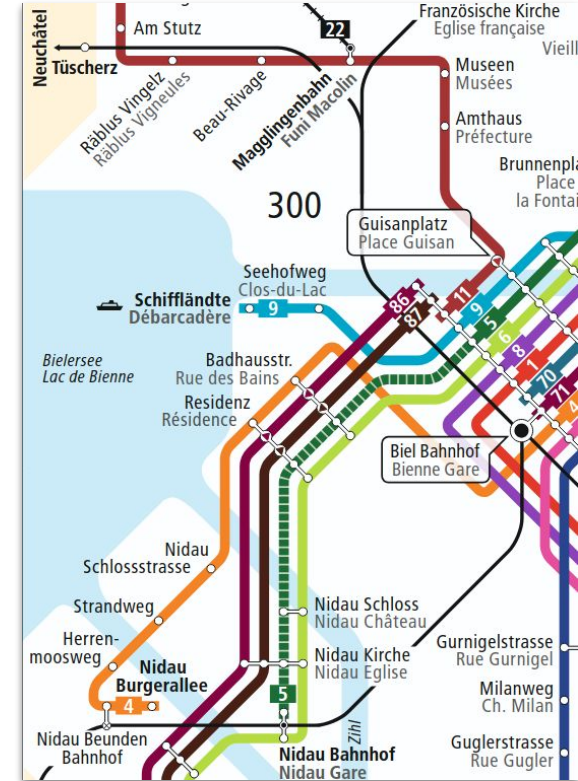 Französische Kirche
Eglise française
22
Am Stutz
Neuchâtel
Tüscherz
Vieill
Museen
Musées
Räblus Vingelz
Räblus Vigneules
Beau-Rivage
Magglingenbahn
Funi Macolin
Amthaus
Préfecture
Brunnenpla
Place
la Fontai
300
Guisanplatz
Place Guisan
Seehofweg
Clos-du-Lac
Schiffländte
Débarcadère
9
86
87
11
9
5
6
8
1
70
71
4
Bielersee
Lac de Bienne
Badhausstr.
Rue des Bains
Residenz
Résidence
Biel Bahnhof
Bienne Gare
Nidau
Schlossstrasse
Strandweg
Nidau Schloss
Nidau Château
Herren-
moosweg
Nidau
Burgerallee
4
Nidau Kirche
Nidau Eglise
5
Gurnigelstrasse
Rue Gurnigel
Milanweg
Ch. Milan
Nidau Beunden
Bahnhof
Zihl
Nidau Bahnhof
Nidau Gare
Guglerstrasse
Rue Gugler